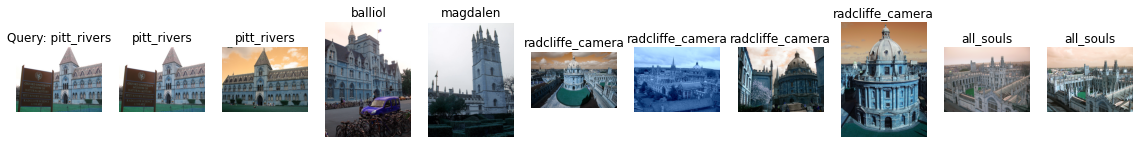 Query: pitt_rivers
pitt_rivers
pitt_rivers
balliol
magdalen
radcliffe_camera
radcliffe_camera
radcliffe_camera
radcliffe_camera
all_souls
all_souls